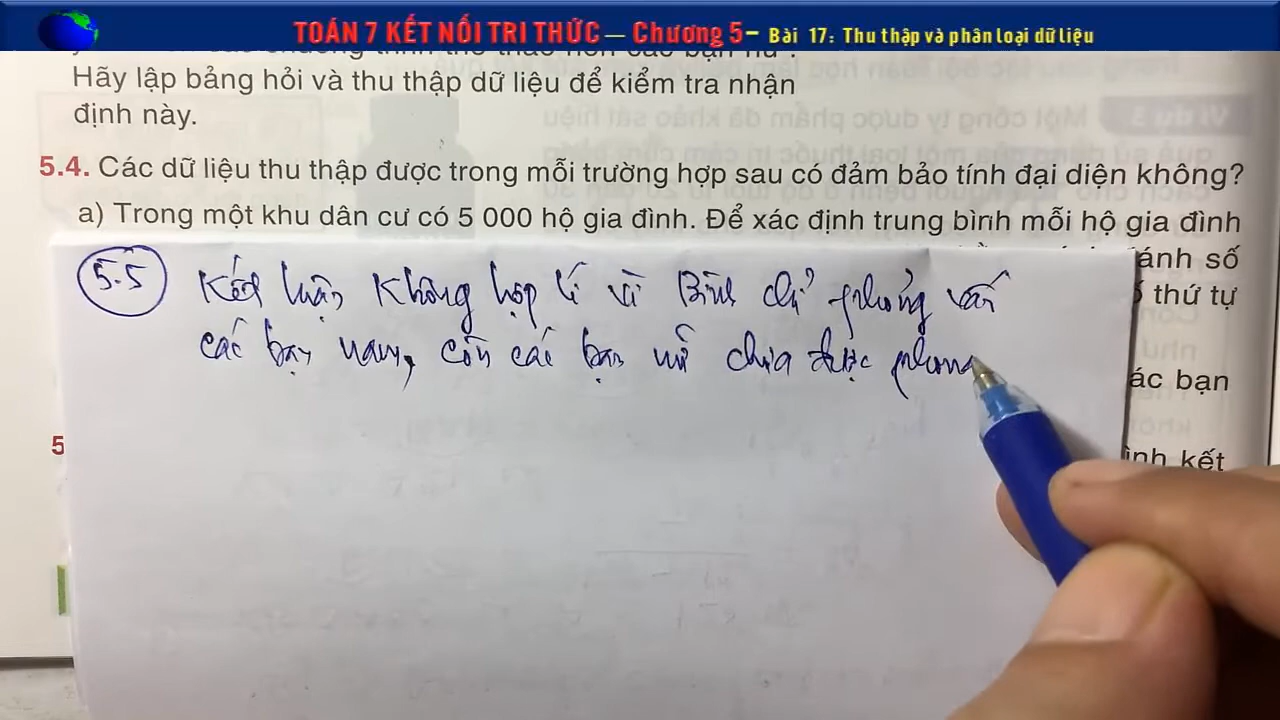 TOÁN 7 KẾT NỐI TRI THỨC — Chương 5 – Bài 17: Thu thập và phân loại dữ liệu
Hãy lập bảng hỏi và thu thập dữ liệu để kiểm tra nhận
định này.
5.4. Các dữ liệu thu thập được trong mỗi trường hợp sau có đảm bảo tính đại diện không?
a) Trong một khu dân cư có 5 000 hộ gia đình. Để xác định trung bình mỗi hộ gia đình
ánh số
thứ tự
ác bạn
5
ình kết
5.5 Kết luận không hợp lí vì Bình chỉ phỏng vấn
các bạn nam, còn các bạn nữ chưa được phong